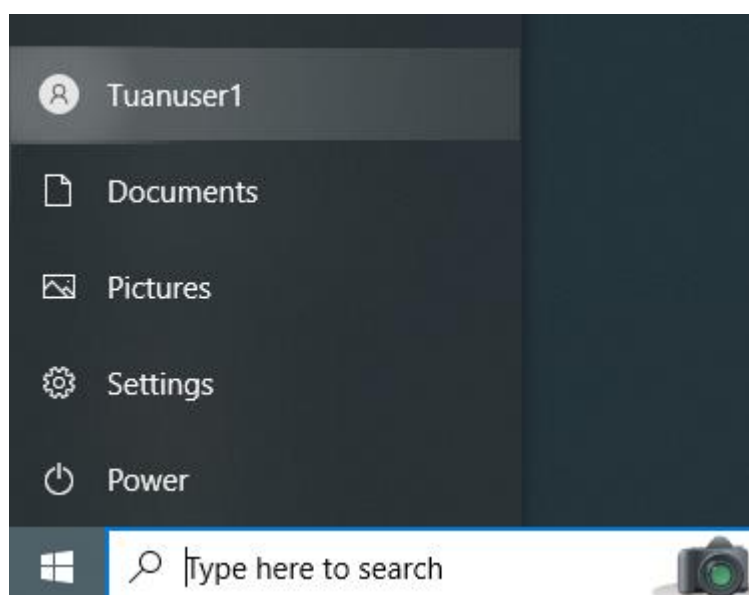 Tuanuser1
Documents
Pictures
Settings
Power
Type here to search